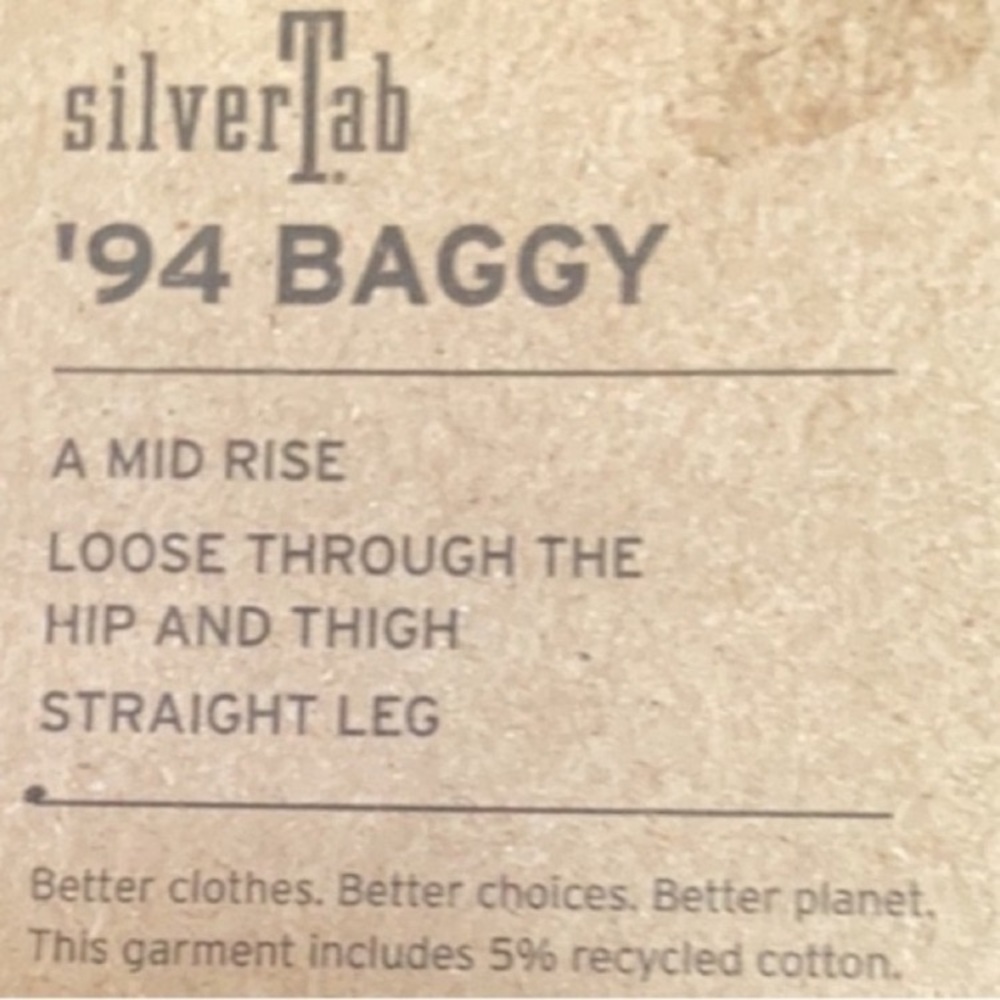 silverTab.
'94 BAGGY
A MID RISE
LOOSE THROUGH THE
HIP AND THIGH
STRAIGHT LEG
Better clothes. Better choices. Better planet.
This garment includes 5% recycled cotton.